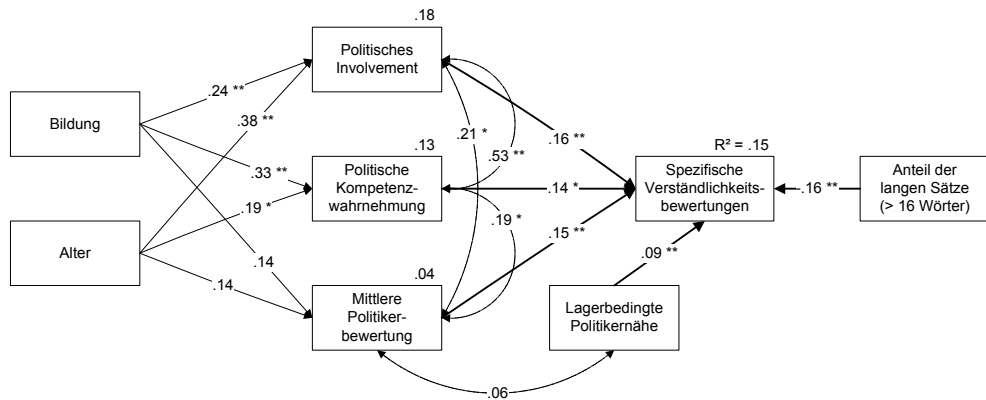 .18
Politisches
Involvement
.24 **
Bildung
.38 **
.21 *
.16 **
.53 **
R² = .15
.13
.33 **
Politische
Kompetenz-
wahrnehmung
.14 *
Spezifische
Verständlichkeits-
bewertungen
-.16 **
Anteil der
langen Sätze
(> 16 Wörter)
.19 *
.19 *
.15 **
Alter
.14
.09 **
.14
.04
Mittlere
Politiker-
bewertung
Lagerbedingte
Politikernähe
.06